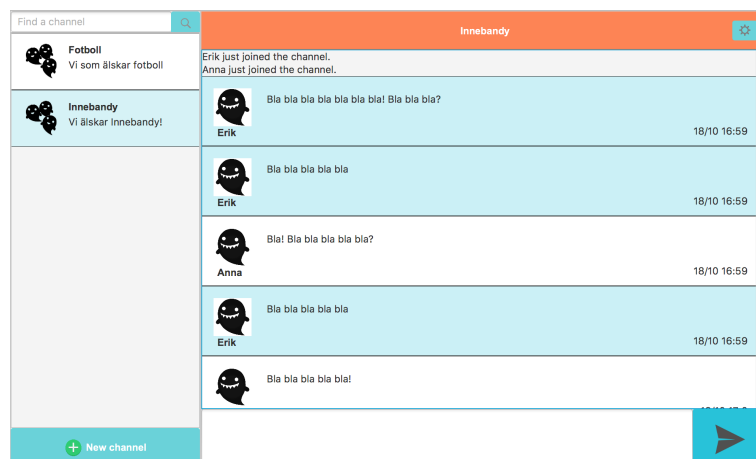 Find a channel
Fotboll
Vi som älskar fotboll
Innebandy
Vi älskar Innebandy!
New channel
Innebandy
Erik just joined the channel.
Anna just joined the channel.
Bla bla bla bla bla bla bla! Bla bla bla?
Erik
18/10 16:59
Bla bla bla bla bla
Erik
18/10 16:59
Bla! Bla bla bla bla bla?
Anna
18/10 16:59
Bla bla bla bla bla
Erik
18/10 16:59
Bla bla bla bla bla!